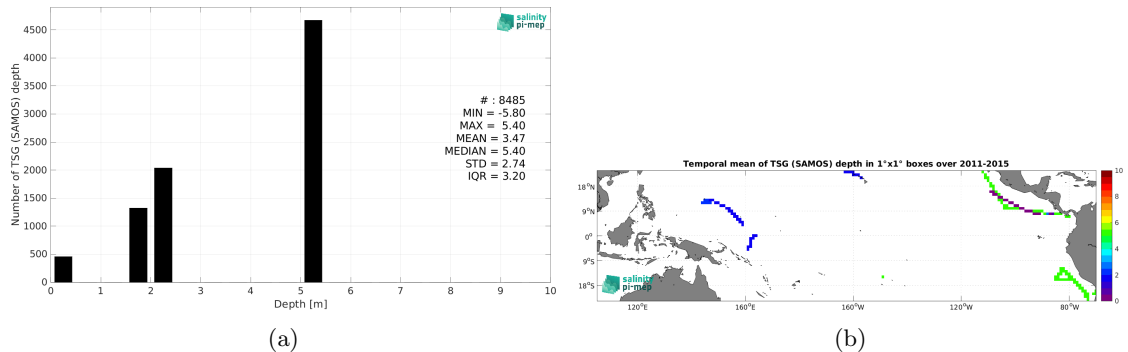 4500
4000
3500
3000
2500
2000
1500
1000
500
0
Number of TSG (SAMOS) depth
salinity
pi-mep
# : 8485
MIN = -5.80
MAX = 5.40
MEAN = 3.47
MEDIAN = 5.40
STD = 2.74
IQR = 3.20
0 1 2 3 4 5 6 7 8 9 10
Depth [m]
(a)
Temporal mean of TSG (SAMOS) depth in 1°x1° boxes over 2011-2015
18°N
9°N
0°
9°S
18°S
salinity
pi-mep
120°E 160°E 160°W 120°W 80°W
10
8
6
4
2
0
(b)